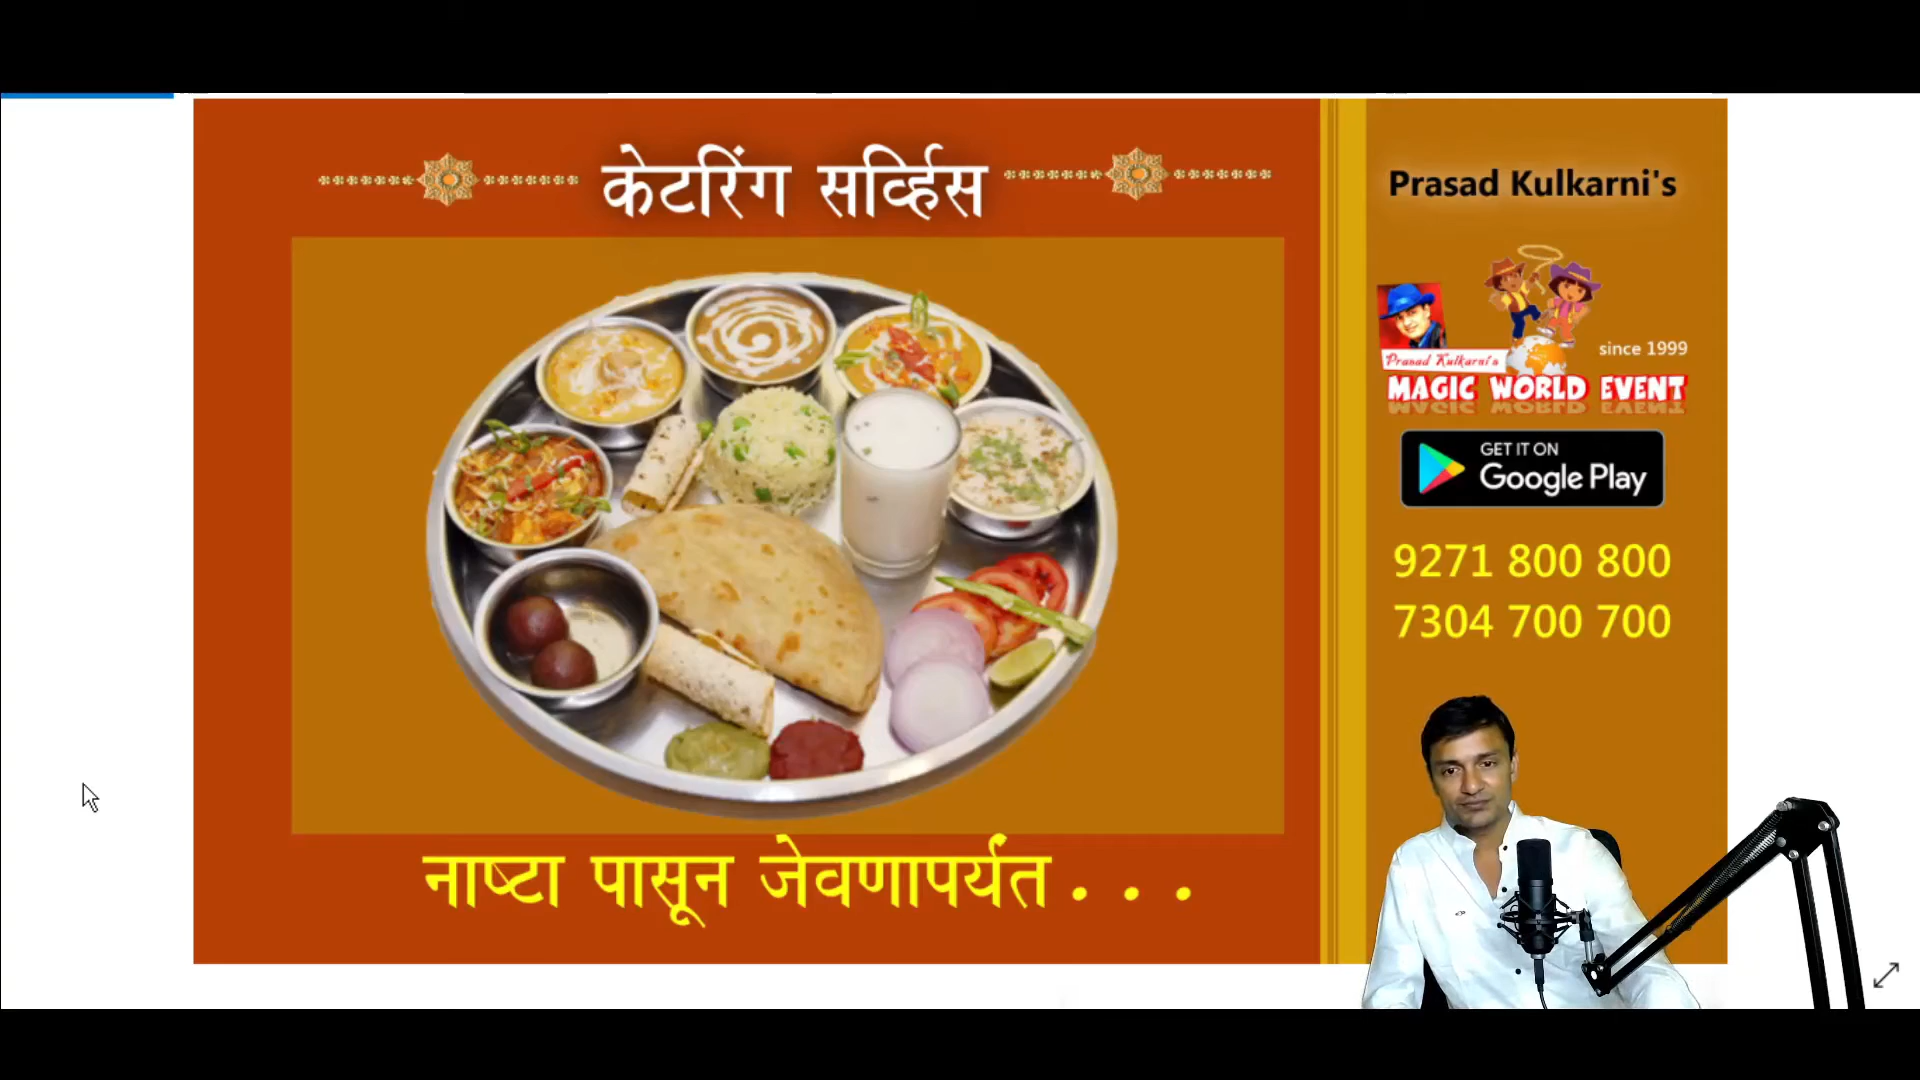 केटरिंग सर्व्हिस
नाष्टा पासून जेवणापर्यंत . . .
Prasad Kulkarni's
since 1999
Prasad Kulkarni's
MAGIC WORLD EVENT
GET IT ON
Google Play
9271 800 800
7304 700 700